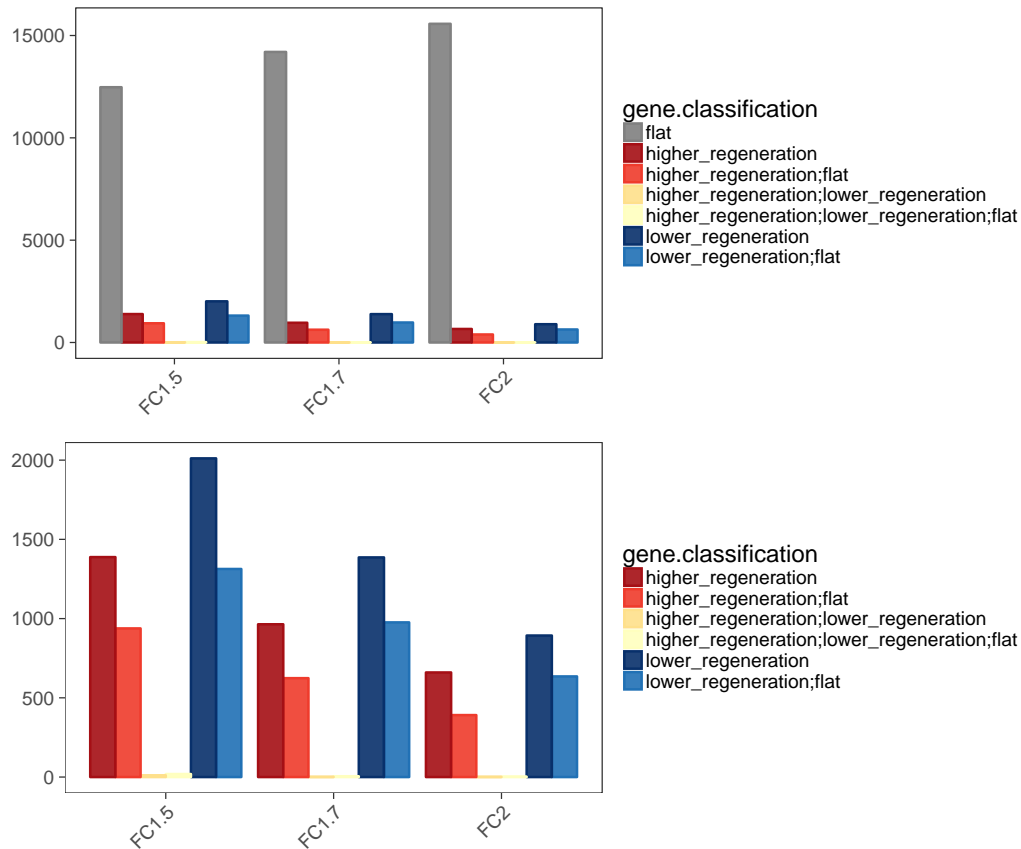 15000
10000
5000
0
FC1.5
FC1.7
FC2
gene.classification
flat
higher_regeneration
higher_regeneration;flat
higher_regeneration;lower_regeneration
higher_regeneration;lower_regeneration;flat
lower_regeneration
lower_regeneration;flat
2000
1500
1000
500
0
FC1.5
FC1.7
FC2
gene.classification
higher_regeneration
higher_regeneration;flat
higher_regeneration;lower_regeneration
higher_regeneration;lower_regeneration;flat
lower_regeneration
lower_regeneration;flat